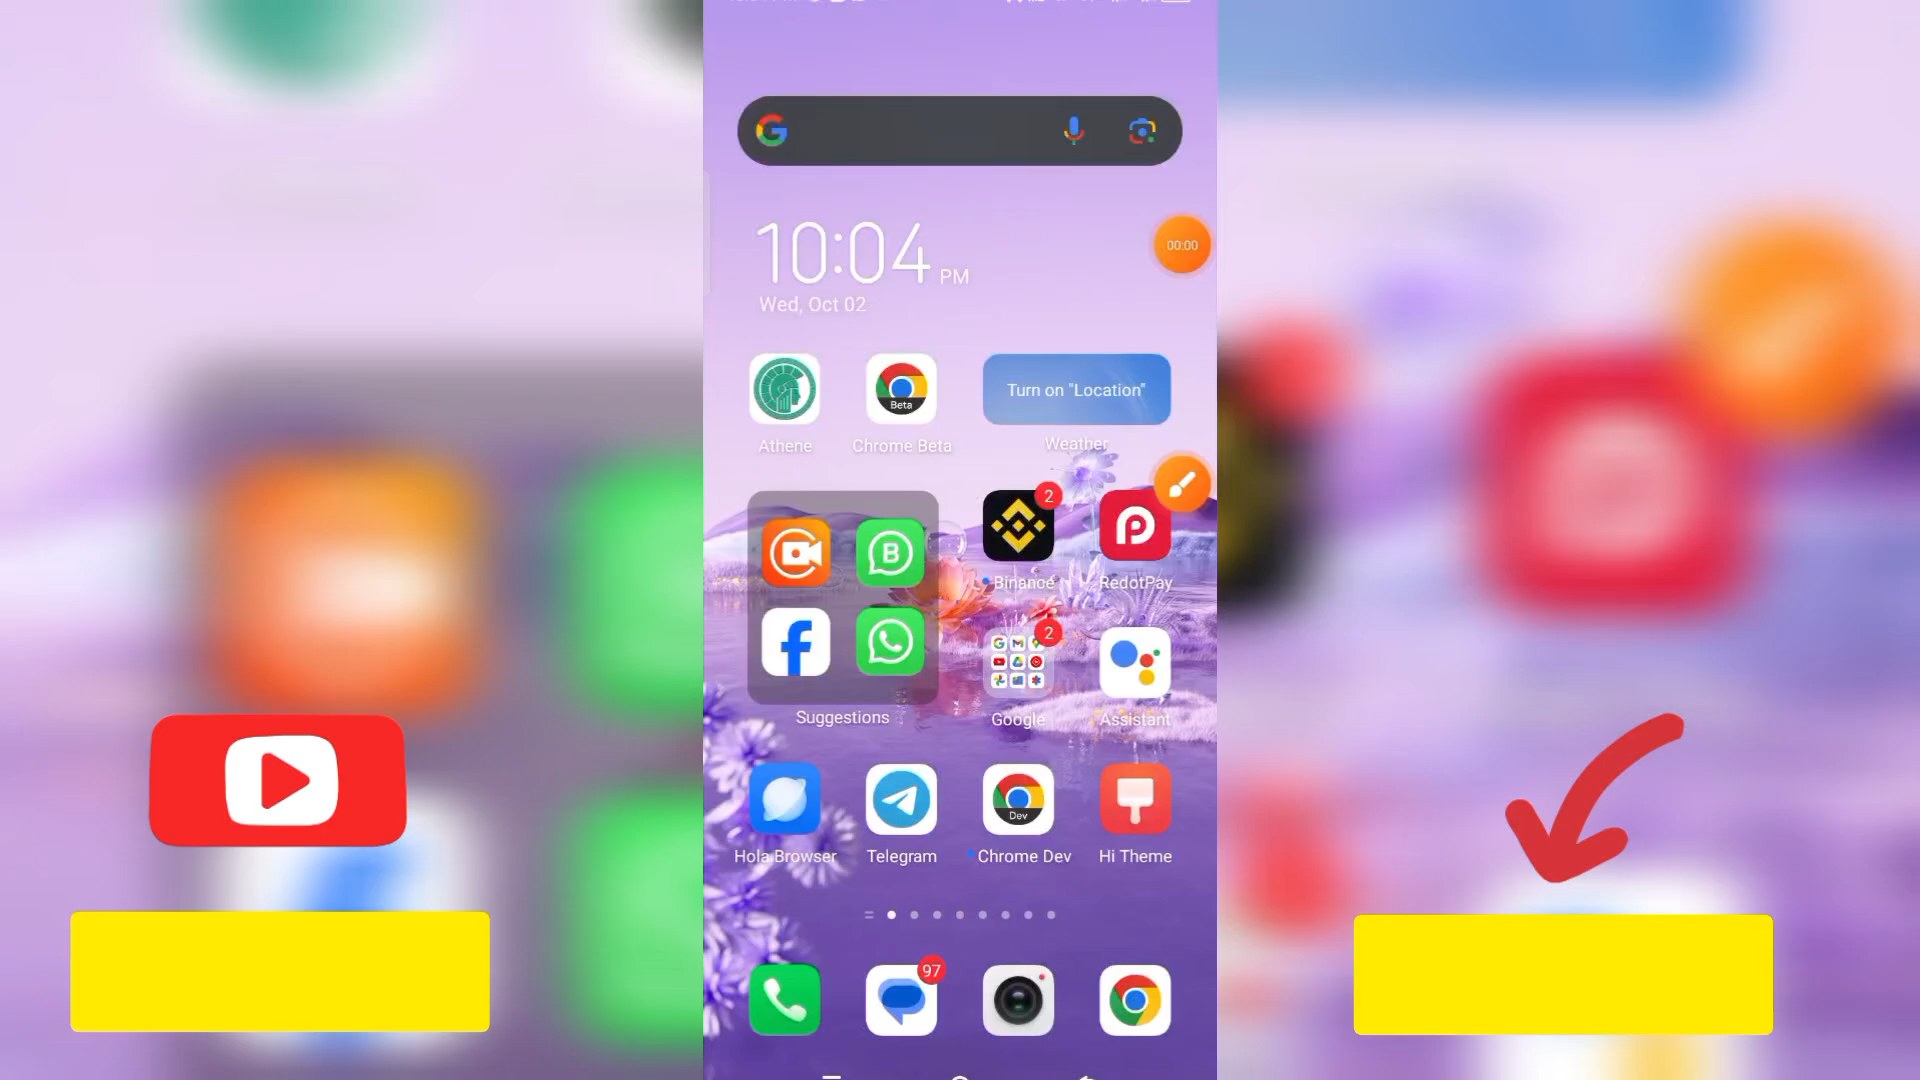 10:04 PM
Wed, Oct 02
00:00
Turn on "Location"
Beta
Athene
Chrome Beta
Weather
2
B
Binance
RedotPay
2
Suggestions
Google
Assistant
Dev
Hola Browser
Telegram
Chrome Dev
Hi Theme
97